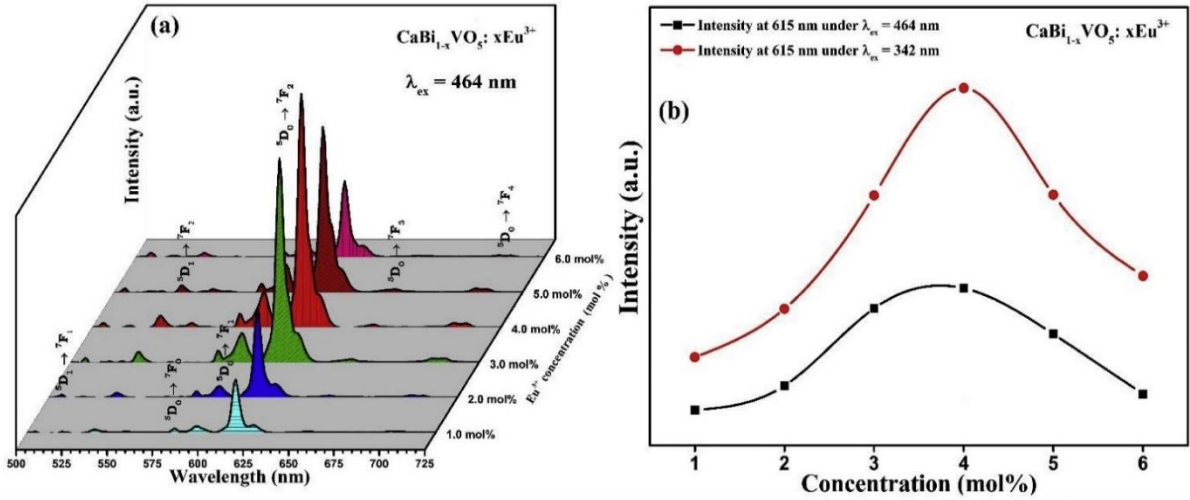 (a)
CaBi₁₋ₓVO₅: xEu³⁺
λₑₓ = 464 nm
Intensity (a.u.)
⁵D₀ → ⁷F₂
⁵D₁ → ⁷F₂
⁵D₀ → ⁷F₃
⁵D₀ → ⁷F₄
⁵D₁ → ⁷F₁
⁵D₀ → ⁷F₀
⁵D₀ → ⁷F₁
6.0 mol%
5.0 mol%
4.0 mol%
3.0 mol%
2.0 mol%
1.0 mol%
Eu³⁺ concentration (mol %)
500 525 550 575 600 625 650 675 700 725
Wavelength (nm)
Intensity at 615 nm under λₑₓ = 464 nm
Intensity at 615 nm under λₑₓ = 342 nm
CaBi₁₋ₓVO₅: xEu³⁺
(b)
Intensity (a.u.)
1 2 3 4 5 6
Concentration (mol%)